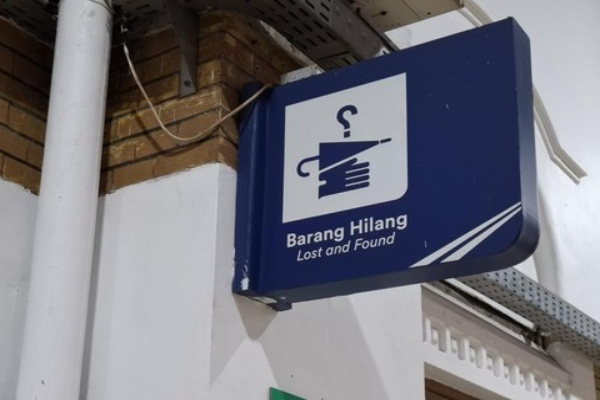 ?
Barang Hilang
Lost and Found